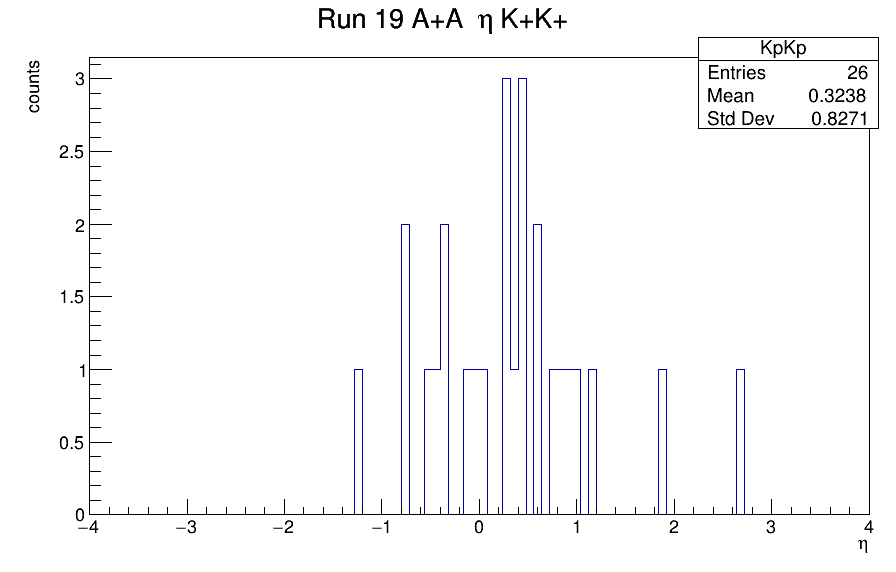 Run 19 A+A η K+K+
KpKp
Entries 26
Mean 0.3238
Std Dev 0.8271
counts
3
2.5
2
1.5
1
0.5
0
−4 −3 −2 −1 0 1 2 3 4
η